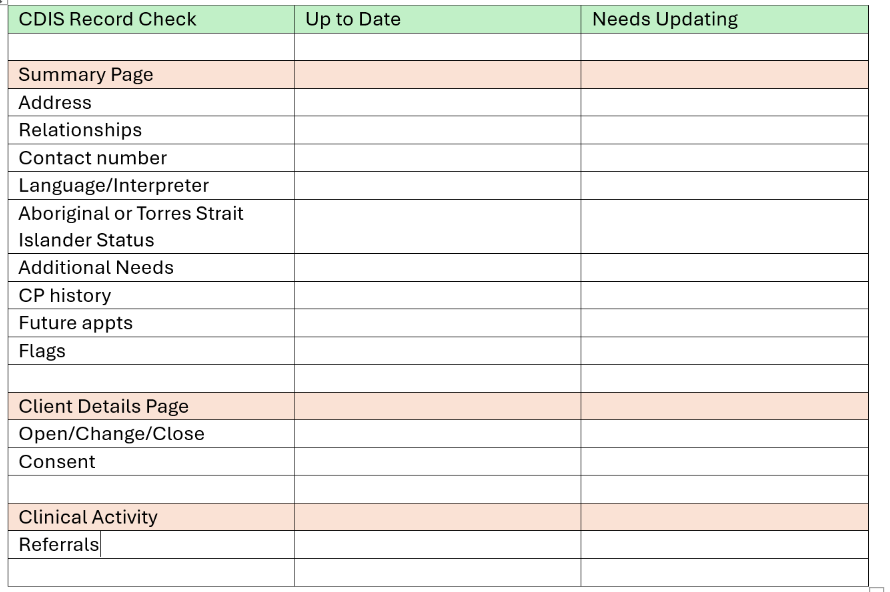 CDIS Record Check Up to Date Needs Updating
Summary Page
Address
Relationships
Contact number
Language/Interpreter
Aboriginal or Torres Strait
Islander Status
Additional Needs
CP history
Future appts
Flags
Client Details Page
Open/Change/Close
Consent
Clinical Activity
Referrals